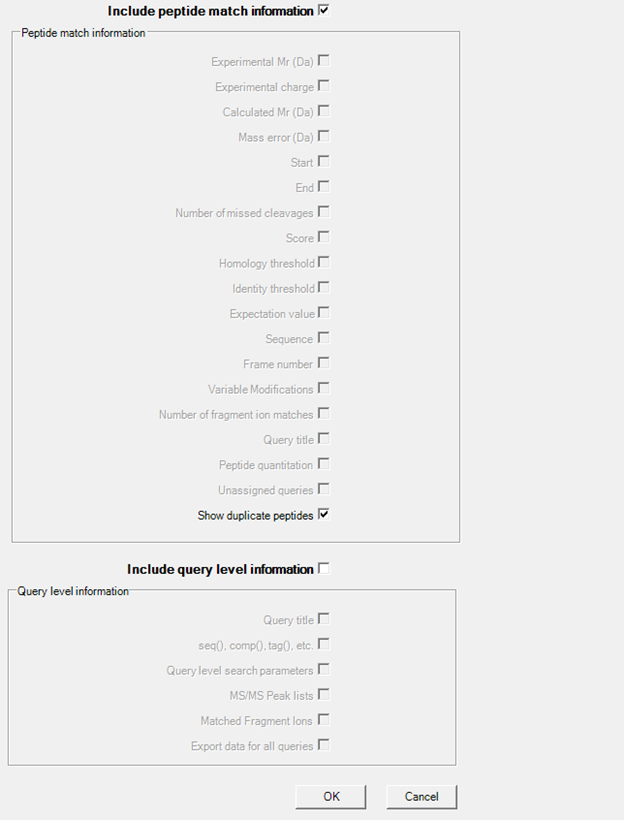 Include peptide match information
Peptide match information
Experimental Mr (Da)
Experimental charge
Calculated Mr (Da)
Mass error (Da)
Start
End
Number of missed cleavages
Score
Homology threshold
Identity threshold
Expectation value
Sequence
Frame number
Variable Modifications
Number of fragment ion matches
Query title
Peptide quantitation
Unassigned queries
Show duplicate peptides
Include query level information
Query level information
Query title
seq(), comp(), tag(), etc.
Query level search parameters
MS/MS Peak lists
Matched Fragment Ions
Export data for all queries
OK Cancel